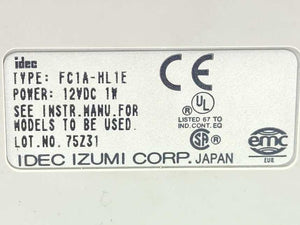 idec
TYPE: FC1A-HL1E
POWER: 12VDC 1W
SEE INSTR.MANU.FOR
MODELS TO BE USED.
LOT.NO. 75Z31
IDEC IZUMI CORP. JAPAN
CE
UL
LISTED 67 TO
IND.CONT.EQ
SA
emc
EUR